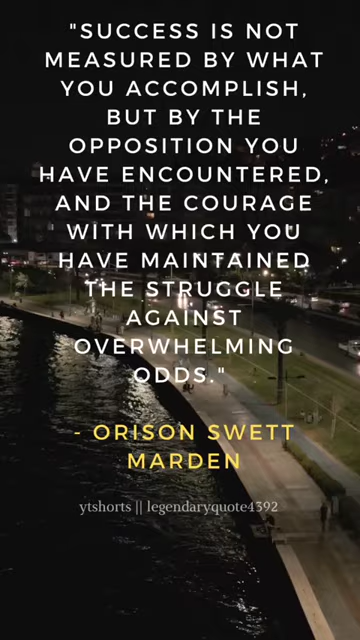 "SUCCESS IS NOT
MEASURED BY WHAT
YOU ACCOMPLISH,
BUT BY THE
OPPOSITION YOU
HAVE ENCOUNTERED,
AND THE COURAGE
WITH WHICH YOU
HAVE MAINTAINED
THE STRUGGLE
AGAINST
OVERWHELMING
ODDS."
- ORISON SWETT
MARDEN
ytshorts || legendaryquote4392